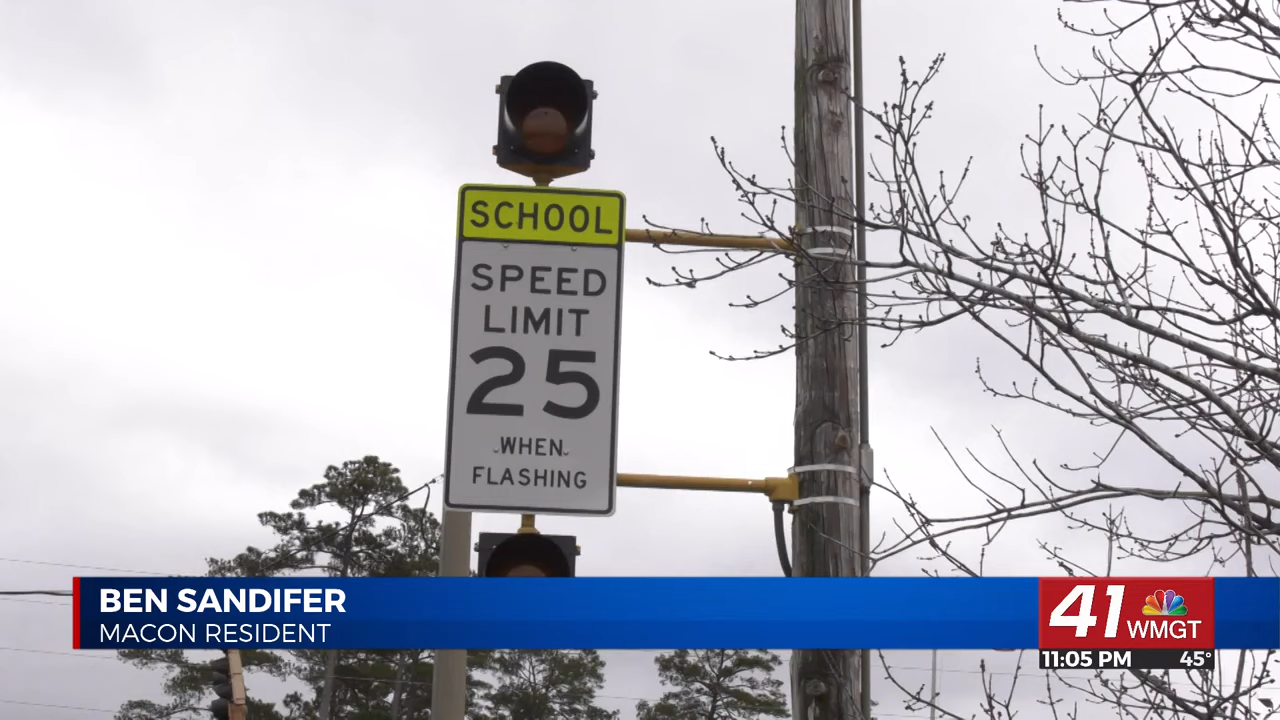 SCHOOL
SPEED
LIMIT
25
WHEN
FLASHING
BEN SANDIFER
MACON RESIDENT
41
WMGT
11:05 PM 45°